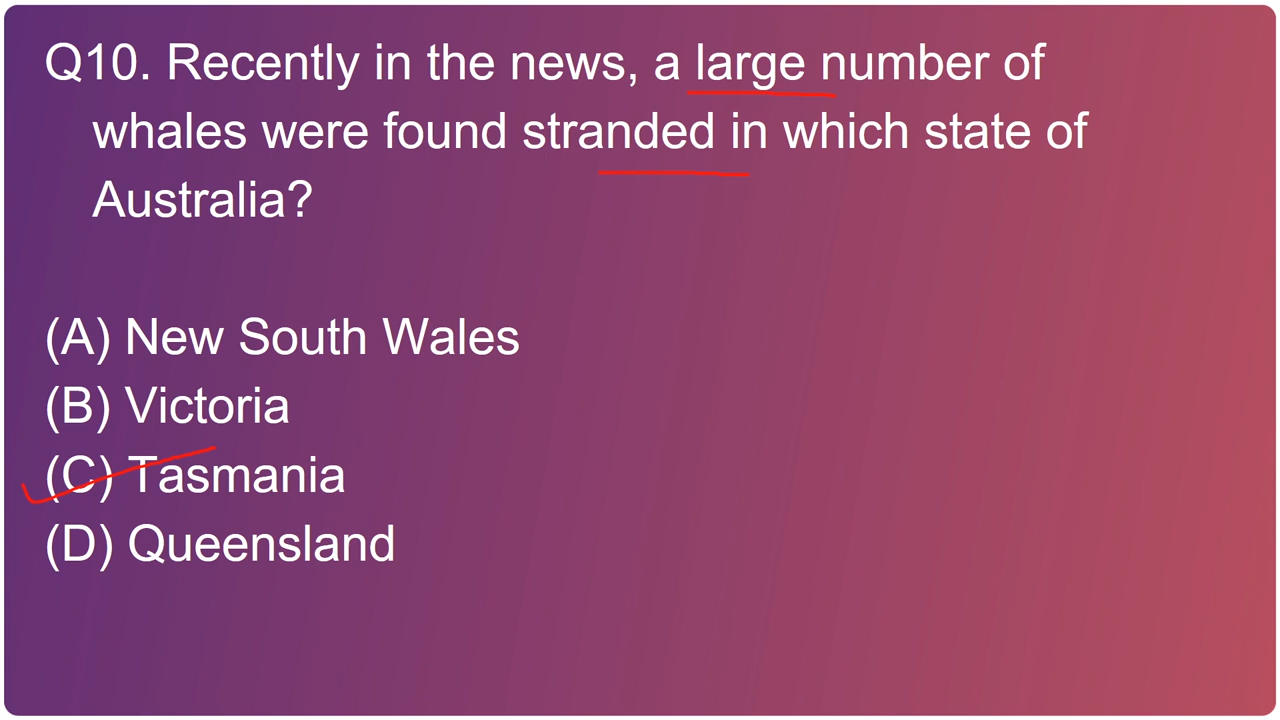 Q10. Recently in the news, a large number of
whales were found stranded in which state of
Australia?
(A) New South Wales
(B) Victoria
(C) Tasmania
(D) Queensland